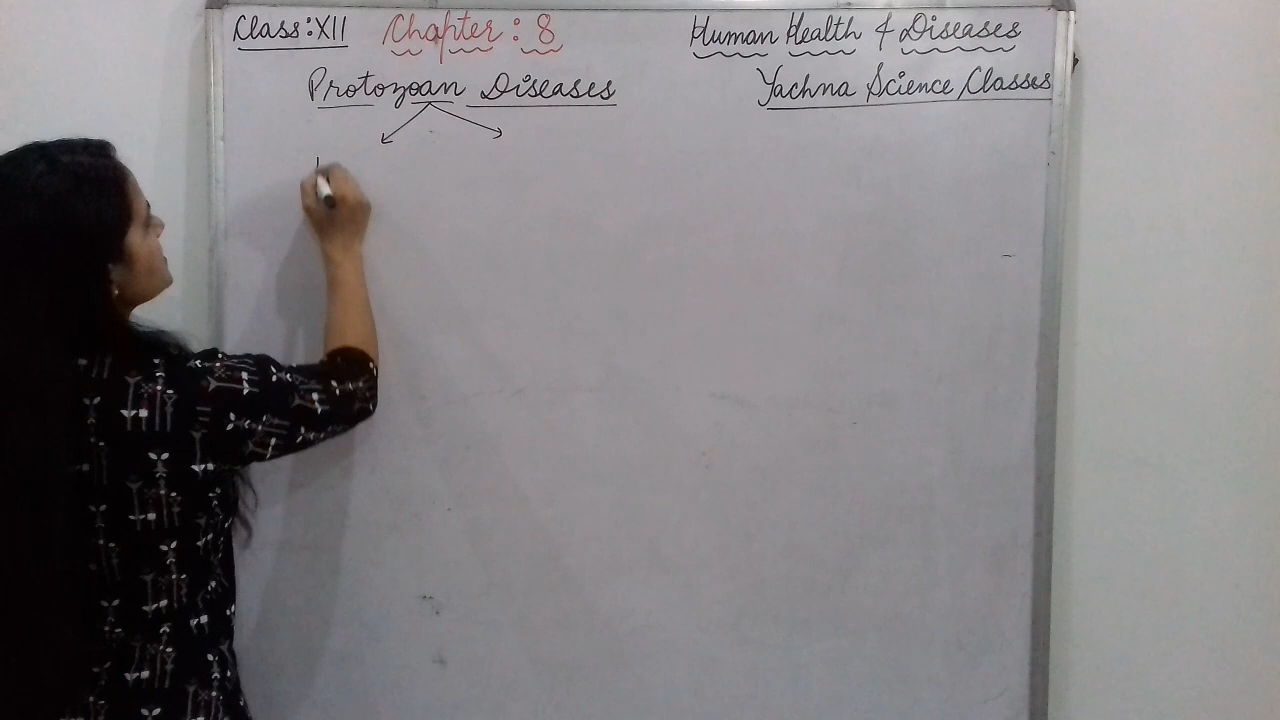 Class:XII Chapter : 8 Human Health & Diseases
Protozoan Diseases Yachna Science Classes